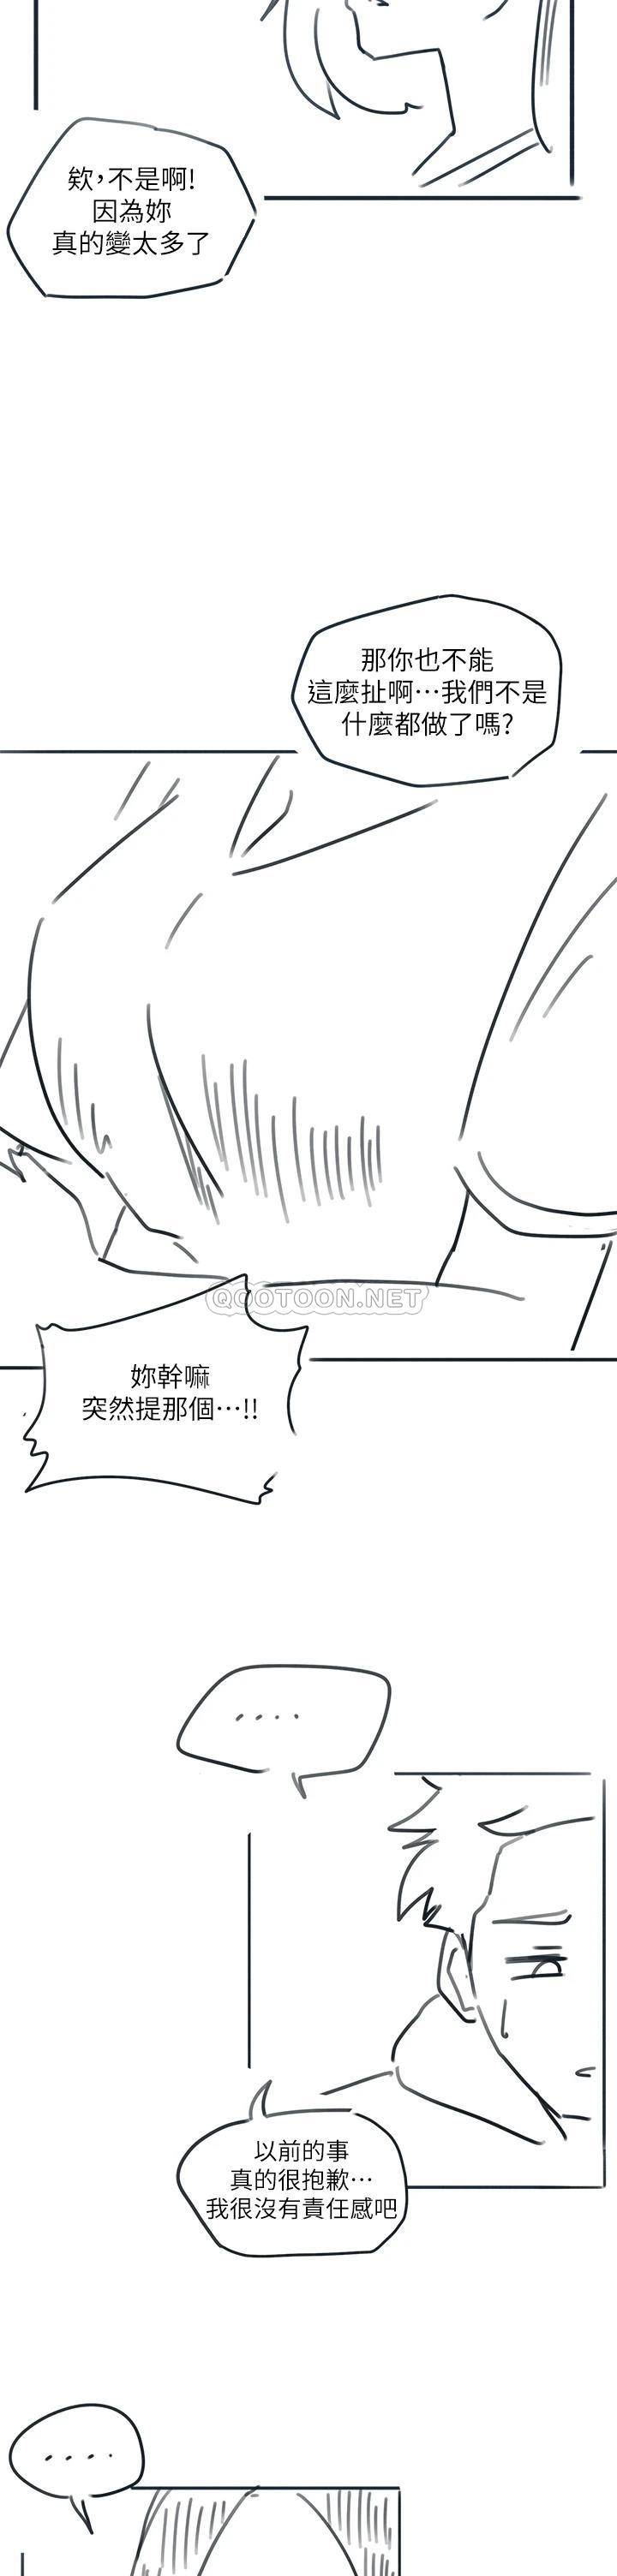 欸，不是啊!
因為妳
真的變太多了
那你也不能
這麼扯啊…我們不是
什麼都做了嗎?
QOOTOON.NET
妳幹嘛
突然提那個…!!
....
以前的事
真的很抱歉…
我很沒有責任感吧
....